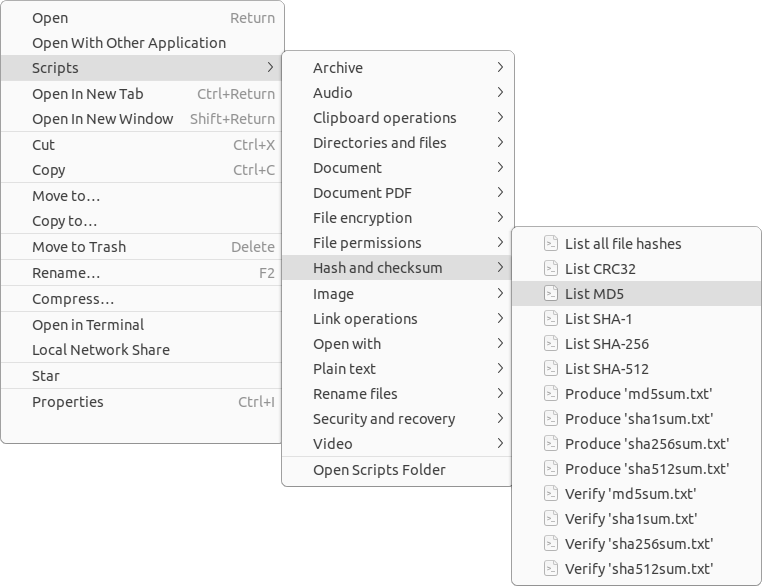 Open Return
Open With Other Application
Scripts
Open In New Tab Ctrl+Return
Open In New Window Shift+Return
Cut Ctrl+X
Copy Ctrl+C
Move to…
Copy to…
Move to Trash Delete
Rename… F2
Compress…
Open in Terminal
Local Network Share
Star
Properties Ctrl+I
Archive
Audio
Clipboard operations
Directories and files
Document
Document PDF
File encryption
File permissions
Hash and checksum
Image
Link operations
Open with
Plain text
Rename files
Security and recovery
Video
Open Scripts Folder
List all file hashes
List CRC32
List MD5
List SHA-1
List SHA-256
List SHA-512
Produce 'md5sum.txt'
Produce 'sha1sum.txt'
Produce 'sha256sum.txt'
Produce 'sha512sum.txt'
Verify 'md5sum.txt'
Verify 'sha1sum.txt'
Verify 'sha256sum.txt'
Verify 'sha512sum.txt'